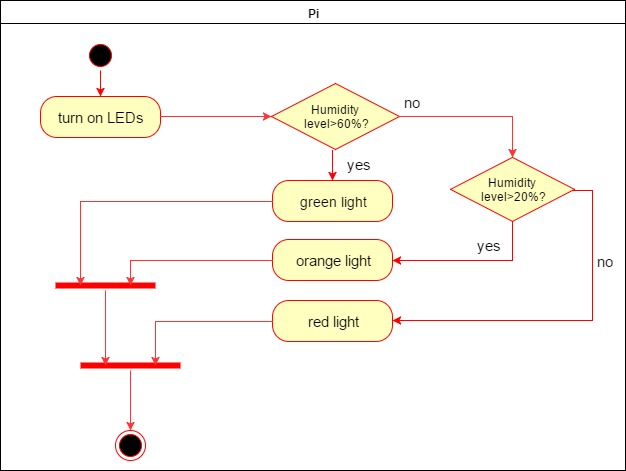 Pi
turn on LEDs
Humidity
level>60%?
no
yes
green light
Humidity
level>20%?
yes
no
orange light
red light